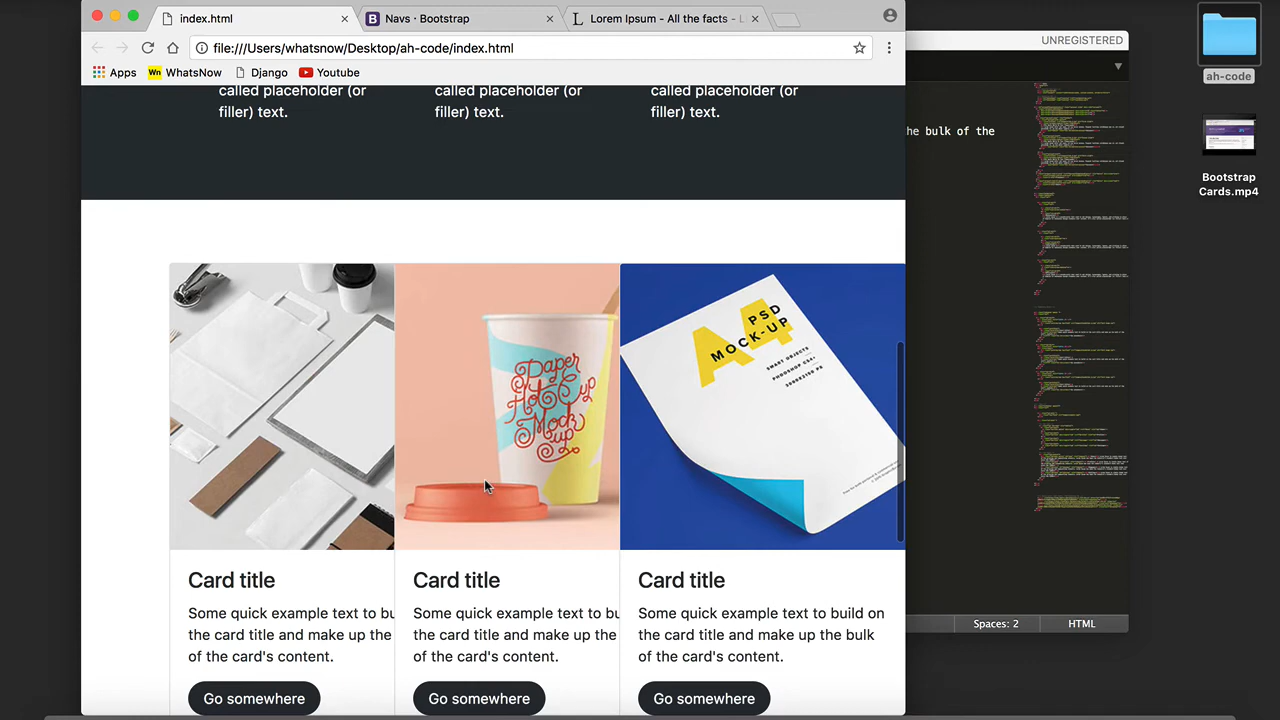 index.html
Navs · Bootstrap
Lorem Ipsum - All the facts - L
file:///Users/whatsnow/Desktop/ah-code/index.html
Apps
Wn WhatsNow
Django
Youtube
UNREGISTERED
ah-code
Bootstrap
Cards.mp4
called placeholder (or
filler) text.
called placeholder (or
filler) text.
called placeholder (or
filler) text.
he bulk of the
Paper
Hot Cup
Mock
up
A4
PSD
MOCK-UP
Card title
Some quick example text to bu
the card title and make up the
of the card's content.
Go somewhere
Card title
Some quick example text to bu
the card title and make up the
of the card's content.
Go somewhere
Card title
Some quick example text to build on
the card title and make up the bulk
of the card's content.
Go somewhere
Spaces: 2
HTML